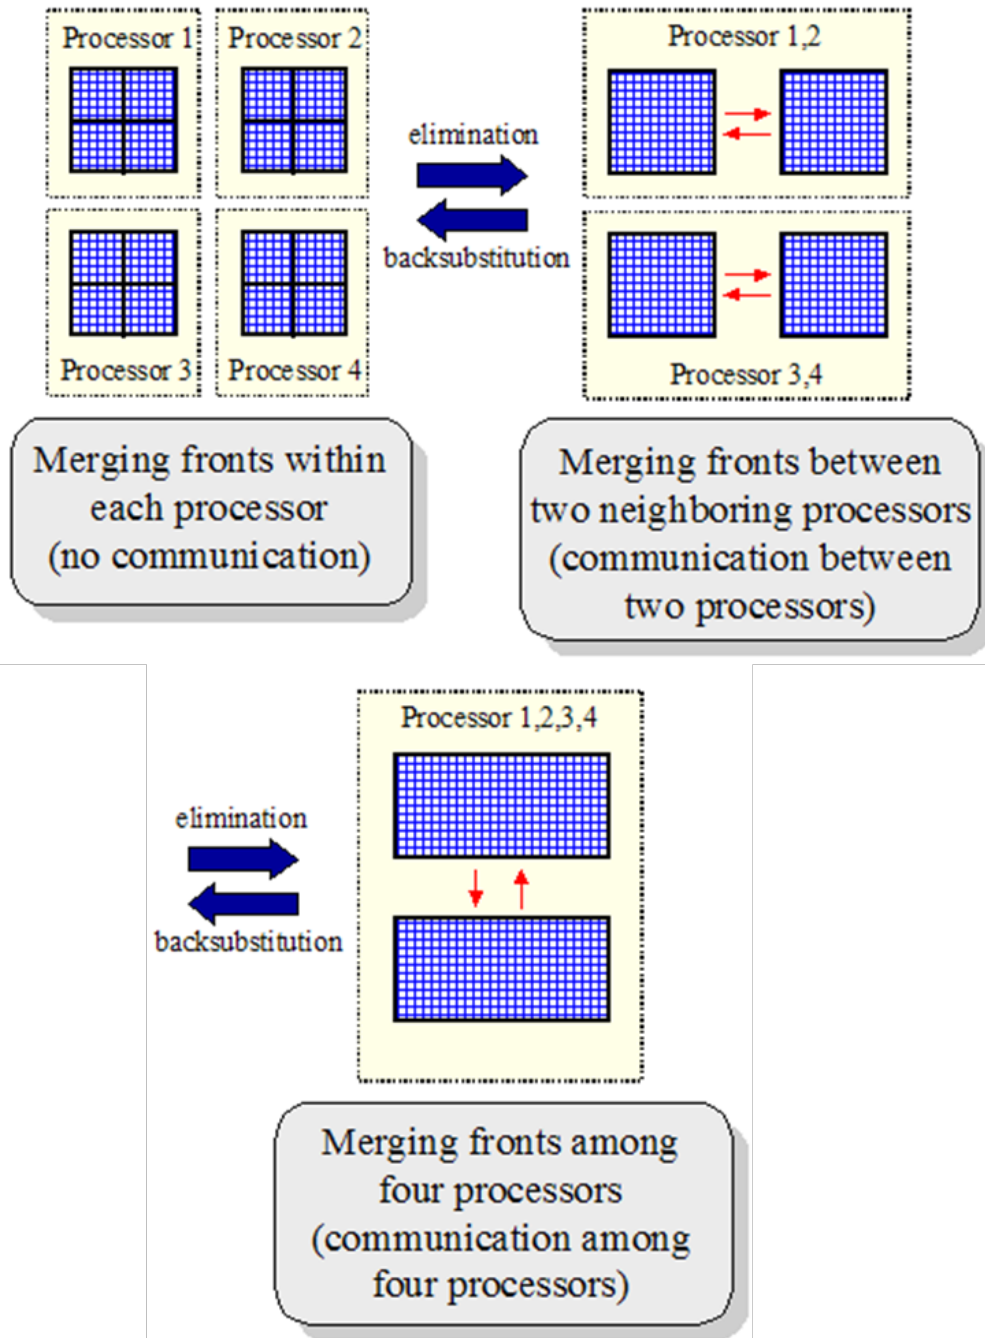 Processor 1
Processor 2
Processor 1,2
elimination
backsubstitution
Processor 3
Processor 4
Processor 3,4
Merging fronts within
each processor
(no communication)
Merging fronts between
two neighboring processors
(communication between
two processors)
Processor 1,2,3,4
elimination
backsubstitution
Merging fronts among
four processors
(communication among
four processors)